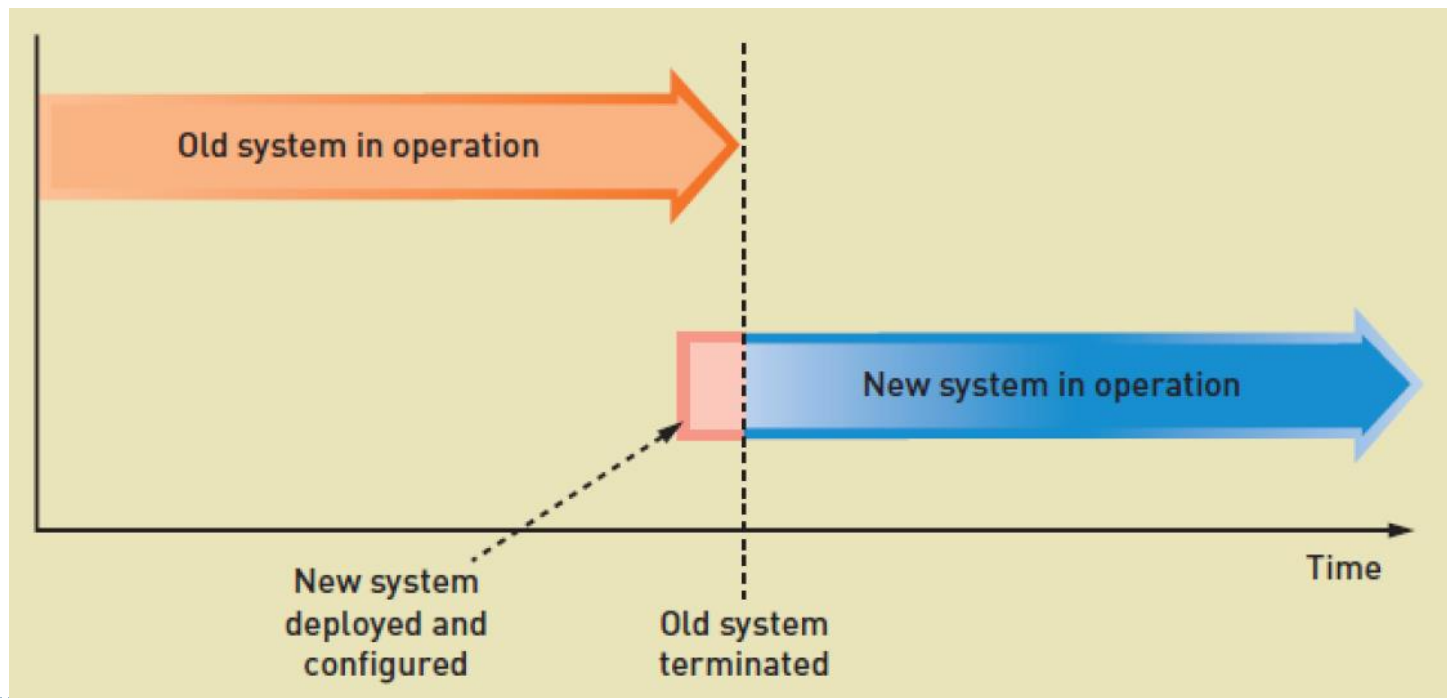 Old system in operation
New system in operation
Time
New system
deployed and
configured
Old system
terminated